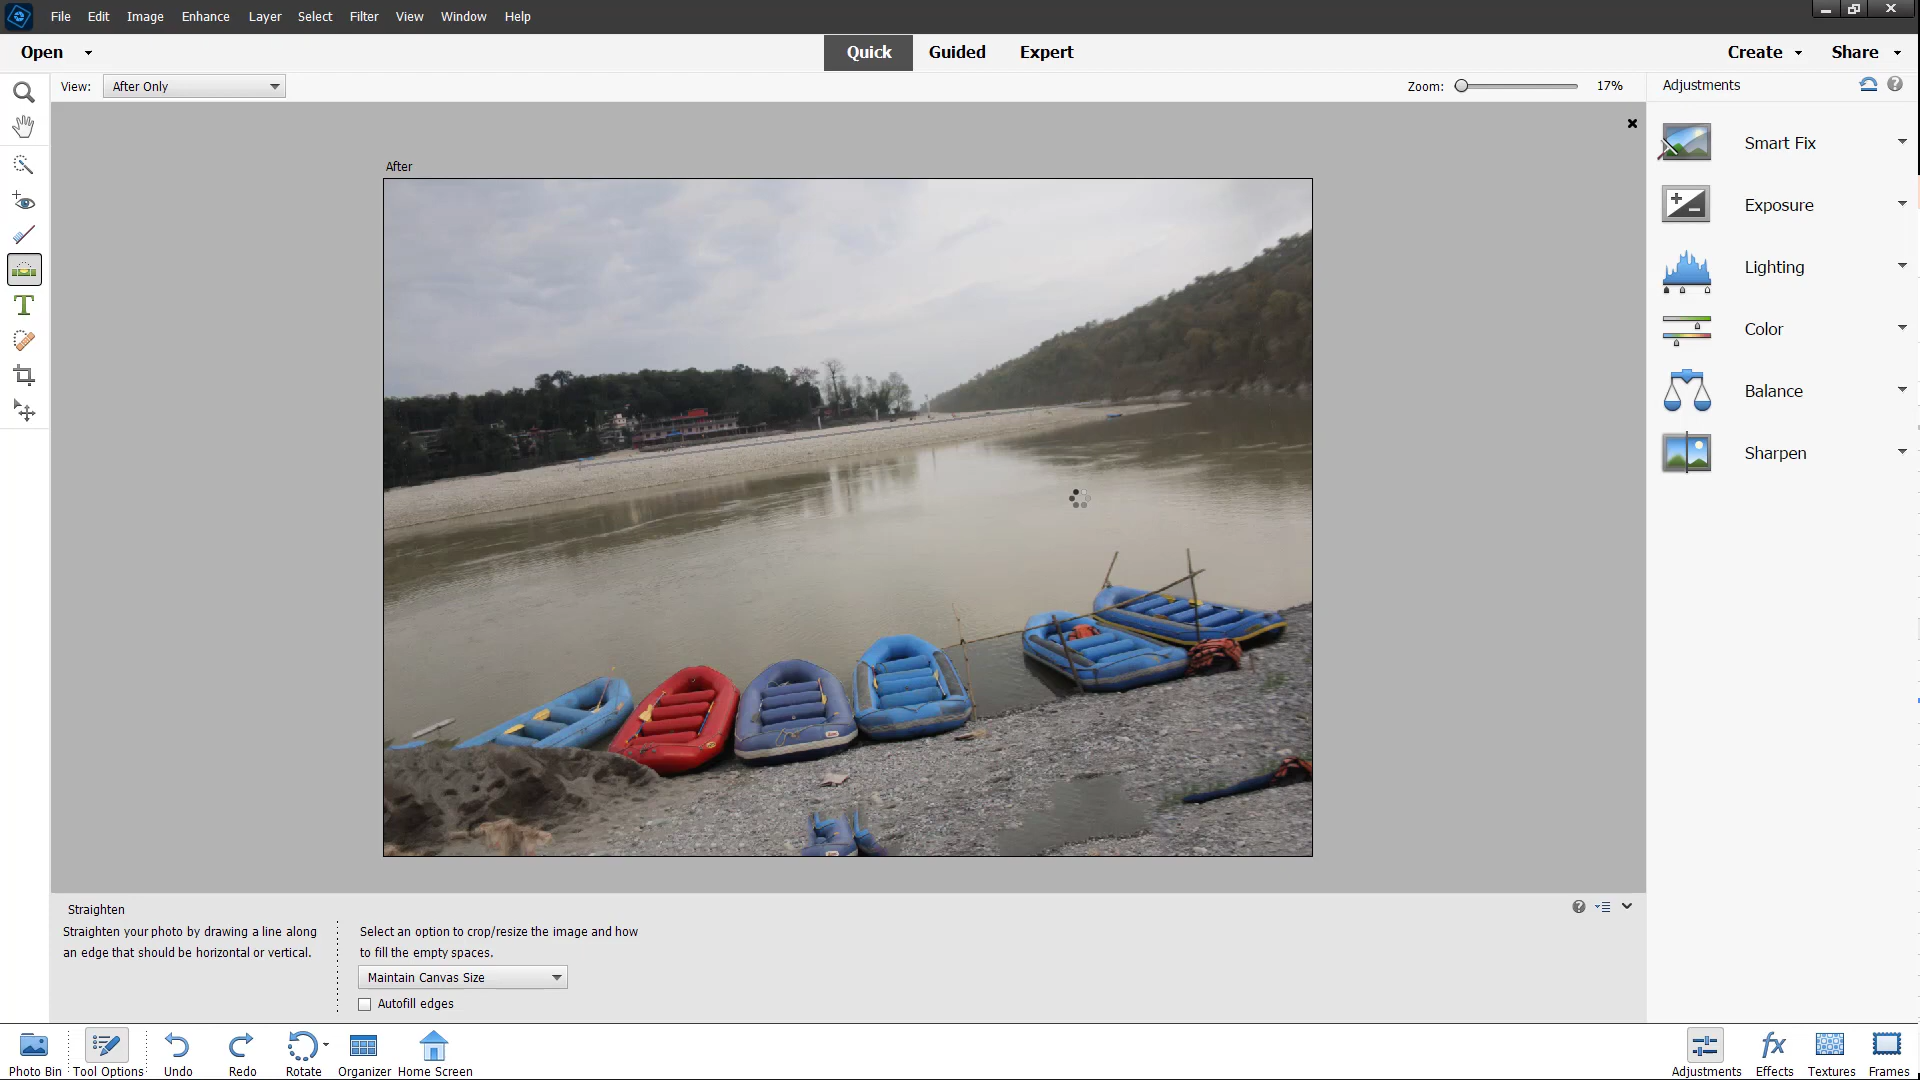 File Edit Image Enhance Layer Select Filter View Window Help
Open Quick Guided Expert Create Share
View: After Only Zoom: 17% Adjustments
After
Smart Fix
Exposure
Lighting
Color
Balance
Sharpen
Straighten
Straighten your photo by drawing a line along
an edge that should be horizontal or vertical.
Select an option to crop/resize the image and how
to fill the empty spaces.
Maintain Canvas Size
Autofill edges
Photo Bin Tool Options Undo Redo Rotate Organizer Home Screen Adjustments Effects Textures Frames